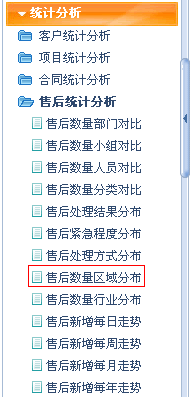 统计分析
客户统计分析
项目统计分析
合同统计分析
售后统计分析
售后数量部门对比
售后数量小组对比
售后数量人员对比
售后数量分类对比
售后处理结果分布
售后紧急程度分布
售后处理方式分布
售后数量区域分布
售后数量行业分布
售后新增每日走势
售后新增每周走势
售后新增每月走势
售后新增每年走势